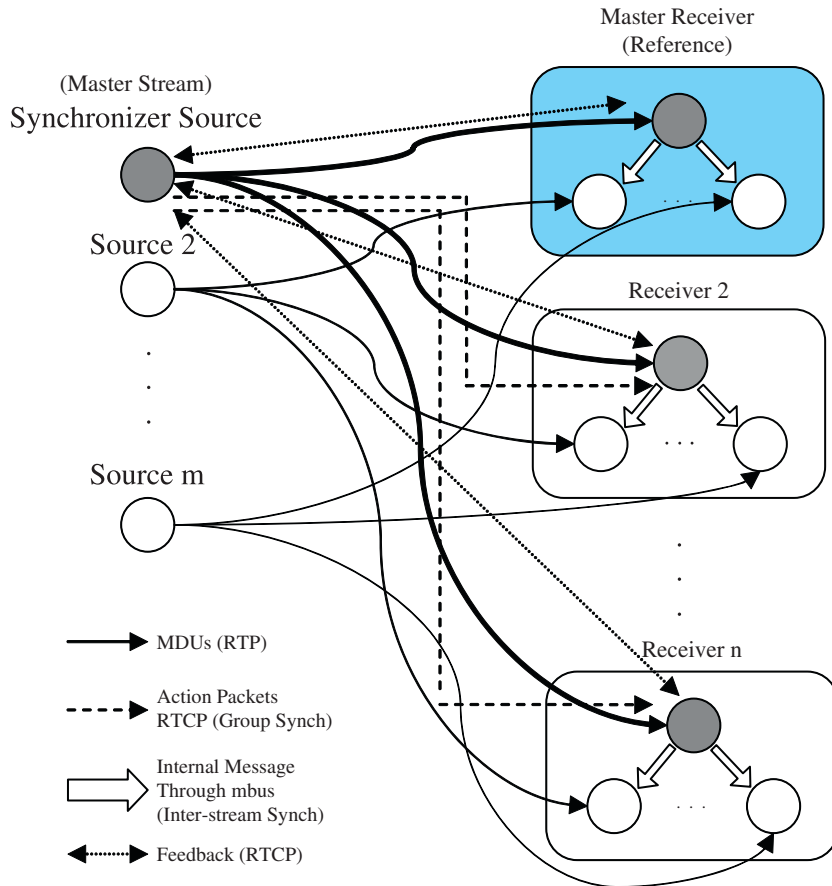 Master Receiver
(Reference)
(Master Stream)
Synchronizer Source
Source 2
Receiver 2
Source m
Receiver n
MDUs (RTP)
Action Packets
RTCP (Group Synch)
Internal Message
Through mbus
(Inter-stream Synch)
Feedback (RTCP)